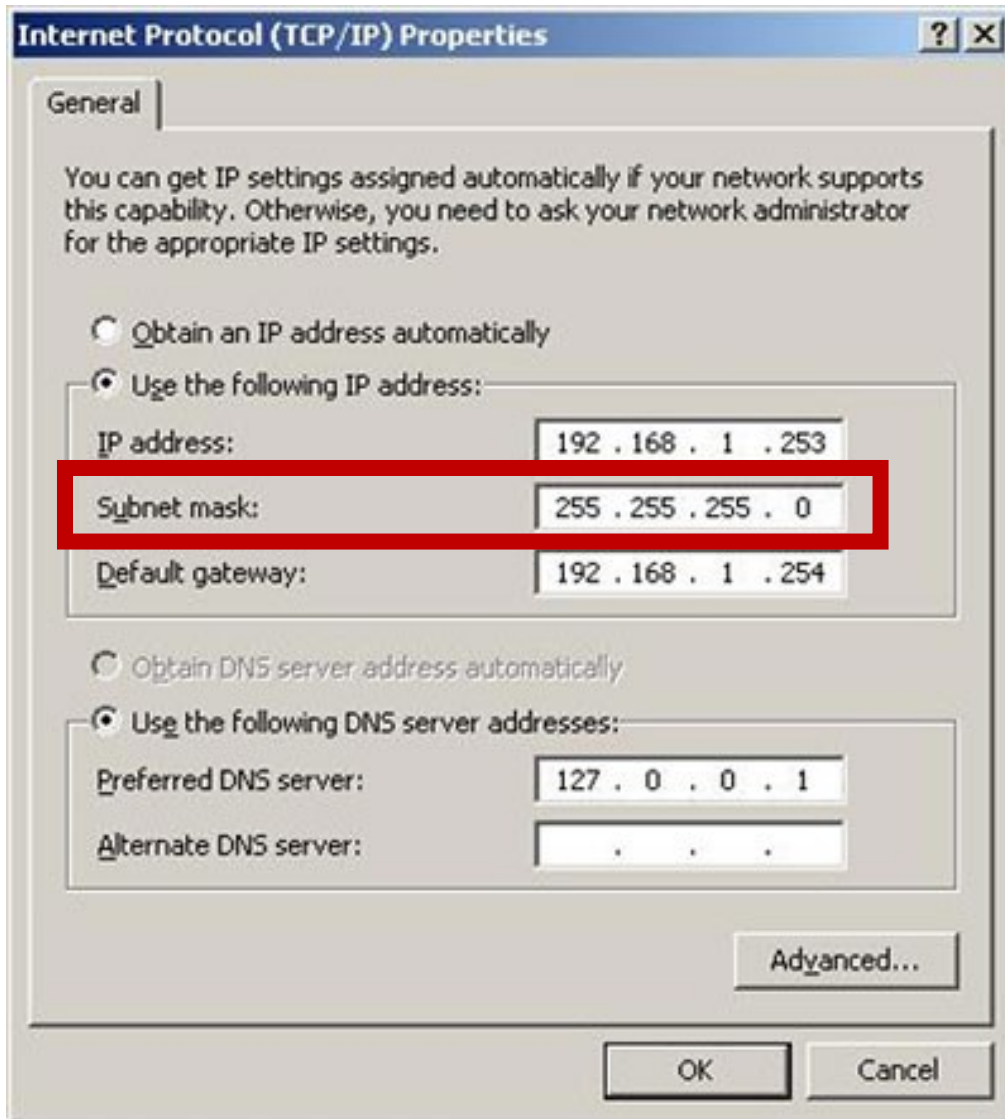 Internet Protocol (TCP/IP) Properties
General
You can get IP settings assigned automatically if your network supports
this capability. Otherwise, you need to ask your network administrator
for the appropriate IP settings.
Obtain an IP address automatically
Use the following IP address:
IP address: 192 . 168 . 1 . 253
Subnet mask: 255 . 255 . 255 . 0
Default gateway: 192 . 168 . 1 . 254
Obtain DNS server address automatically
Use the following DNS server addresses:
Preferred DNS server: 127 . 0 . 0 . 1
Alternate DNS server: . . .
Advanced...
OK Cancel